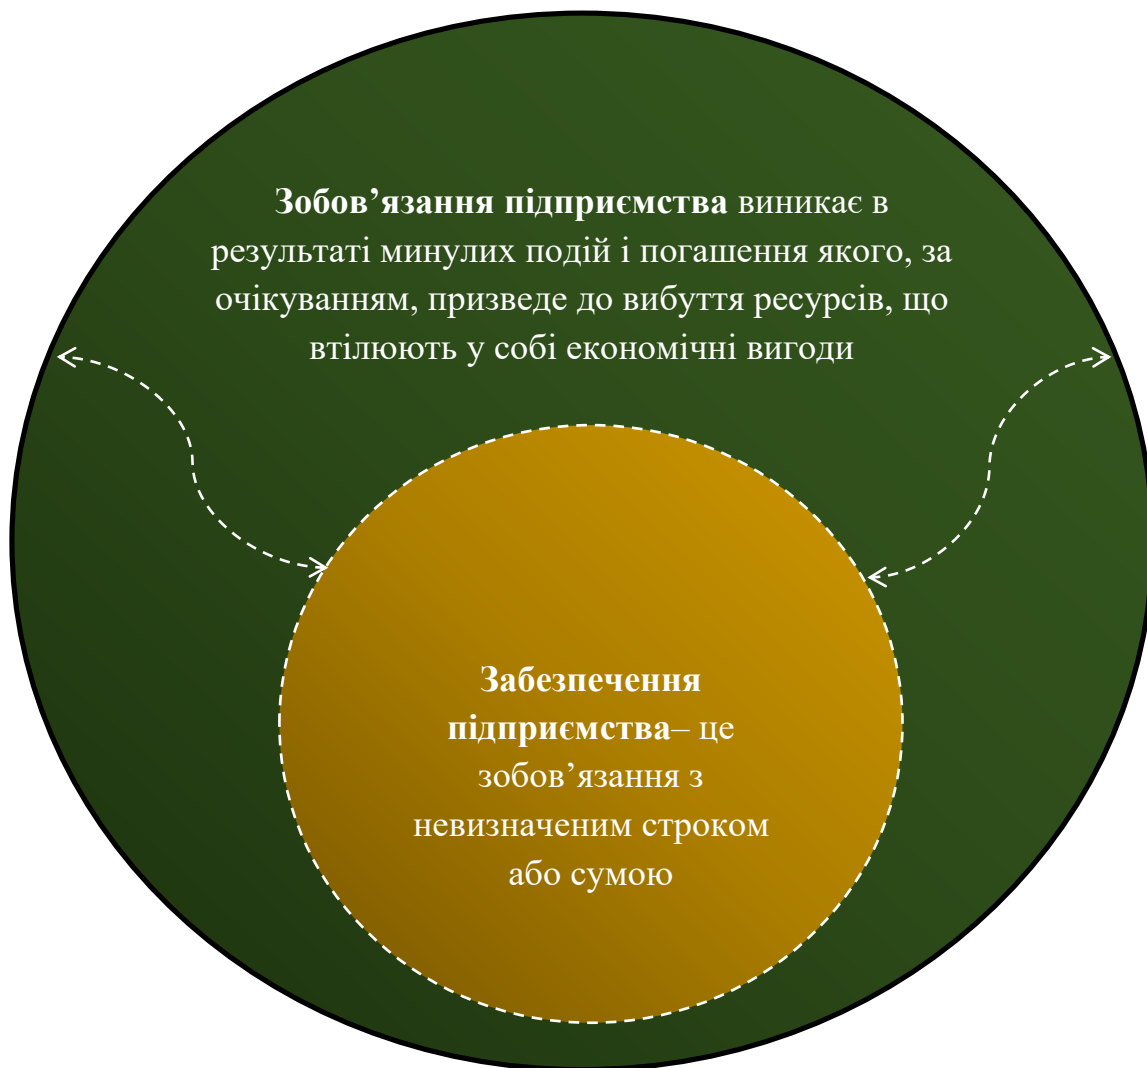 Зобов’язання підприємства виникає в
результаті минулих подій і погашення якого, за
очікуванням, призведе до вибуття ресурсів, що
втілюють у собі економічні вигоди
Забезпечення
підприємства– це
зобов’язання з
невизначеним строком
або сумою